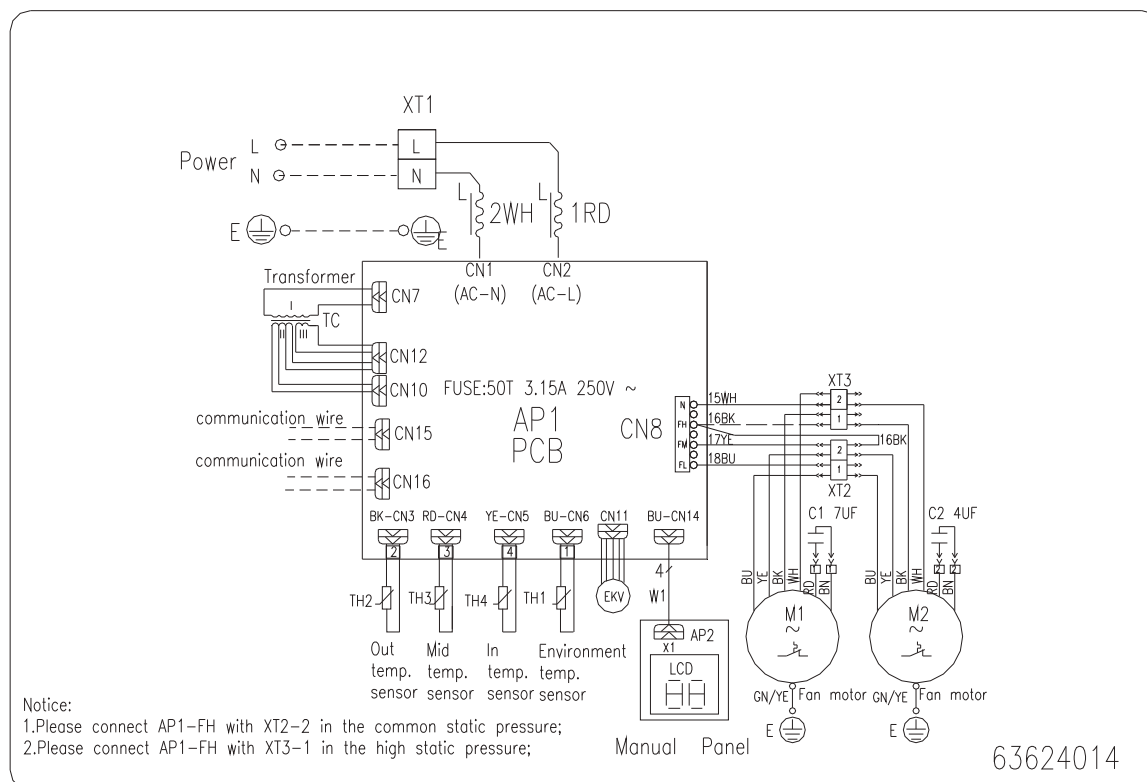 XT1
Power
L
L
N
N
L
2WH
L
1RD
E
E
CN1
(AC-N)
CN2
(AC-L)
Transformer
I
II
III
TC
CN7
CN12
CN10
FUSE:50T 3.15A 250V ~
AP1
PCB
CN8
N
FH
FM
FL
15WH
16BK
17YE
18BU
16BK
XT3
2
1
2
1
XT2
communication wire
CN15
communication wire
CN16
BK-CN3
RD-CN4
YE-CN5
BU-CN6
CN11
BU-CN14
2
3
4
1
TH2
TH3
TH4
TH1
EKV
4
W1
Out
temp.
sensor
Mid
temp.
sensor
In
temp.
sensor
Environment
temp.
sensor
AP2
X1
LCD
Manual Panel
C1 7UF
C2 4UF
BU
YE
BK
WH
RD
BN
BU
YE
BK
WH
RD
BN
M1
~
M2
~
GN/YE
Fan motor
GN/YE
Fan motor
E
E
Notice:
1.Please connect AP1-FH with XT2-2 in the common static pressure;
2.Please connect AP1-FH with XT3-1 in the high static pressure;
63624014